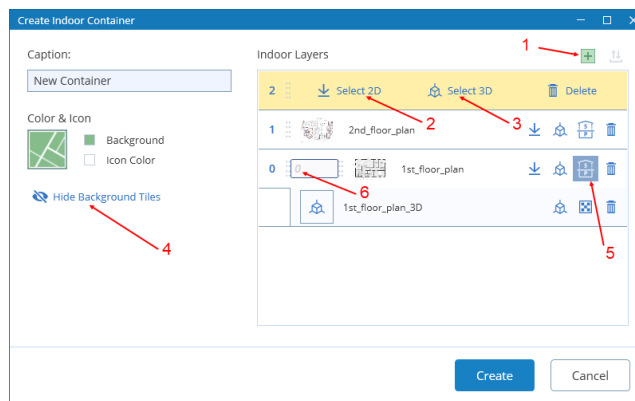 Create Indoor Container
Caption:
Indoor Layers
1
New Container
2 Select 2D Select 3D Delete
2
3
Color & Icon
1 2nd_floor_plan
Background
Icon Color
0 0 1st_floor_plan
6
Hide Background Tiles
1st_floor_plan_3D
4
5
Create
Cancel